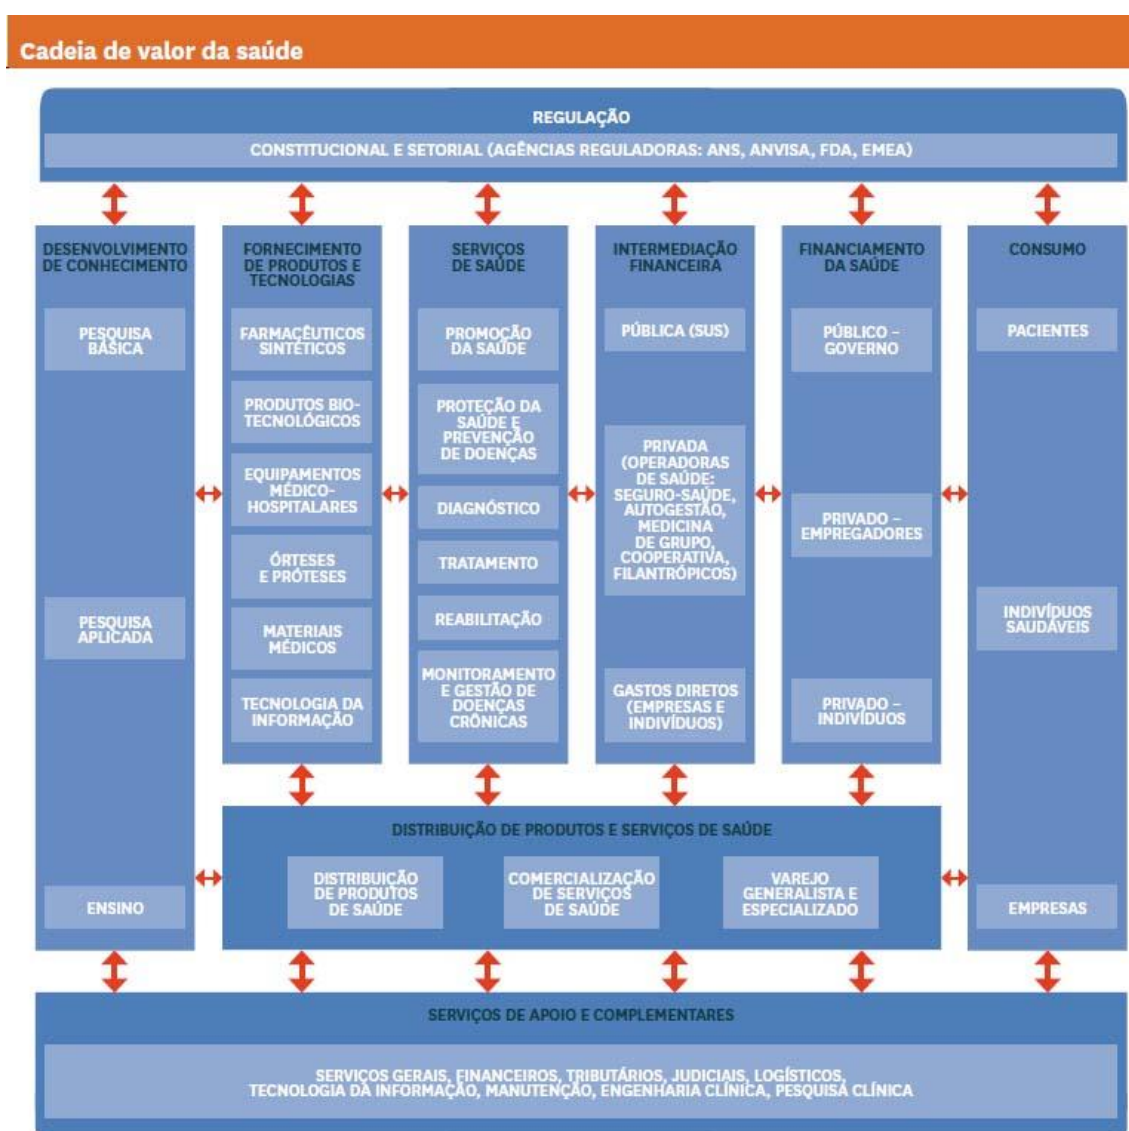 Cadeia de valor da saúde
REGULAÇÃO
CONSTITUCIONAL E SETORIAL (AGÊNCIAS REGULADORAS: ANS, ANVISA, FDA, EMEA)
DESENVOLVIMENTO
DE CONHECIMENTO
PESQUISA
BÁSICA
PESQUISA
APLICADA
ENSINO
FORNECIMENTO
DE PRODUTOS E
TECNOLOGIAS
FARMACÊUTICOS
SINTÉTICOS
PRODUTOS BIO-
TECNOLÓGICOS
EQUIPAMENTOS
MÉDICO-
HOSPITALARES
ÓRTESES
E PRÓTESES
MATERIAIS
MÉDICOS
TECNOLOGIA DA
INFORMAÇÃO
SERVIÇOS
DE SAÚDE
PROMOÇÃO
DA SAÚDE
PROTEÇÃO DA
SAÚDE E
PREVENÇÃO
DE DOENÇAS
DIAGNÓSTICO
TRATAMENTO
REABILITAÇÃO
MONITORAMENTO
E GESTÃO DE
DOENÇAS
CRÔNICAS
INTERMEDIAÇÃO
FINANCEIRA
PÚBLICA (SUS)
PRIVADA
(OPERADORAS
DE SAÚDE:
SEGURO-SAÚDE,
AUTOGESTÃO,
MEDICINA
DE GRUPO,
COOPERATIVA,
FILANTRÓPICOS)
GASTOS DIRETOS
(EMPRESAS E
INDIVÍDUOS)
FINANCIAMENTO
DA SAÚDE
PÚBLICO –
GOVERNO
PRIVADO –
EMPREGADORES
PRIVADO –
INDIVÍDUOS
CONSUMO
PACIENTES
INDIVÍDUOS
SAUDÁVEIS
EMPRESAS
DISTRIBUIÇÃO DE PRODUTOS E SERVIÇOS DE SAÚDE
DISTRIBUIÇÃO
DE PRODUTOS
DE SAÚDE
COMERCIALIZAÇÃO
DE SERVIÇOS
DE SAÚDE
VAREJO
GENERALISTA E
ESPECIALIZADO
SERVIÇOS DE APOIO E COMPLEMENTARES
SERVIÇOS GERAIS, FINANCEIROS, TRIBUTÁRIOS, JUDICIAIS, LOGÍSTICOS,
TECNOLOGIA DA INFORMAÇÃO, MANUTENÇÃO, ENGENHARIA CLÍNICA, PESQUISA CLÍNICA